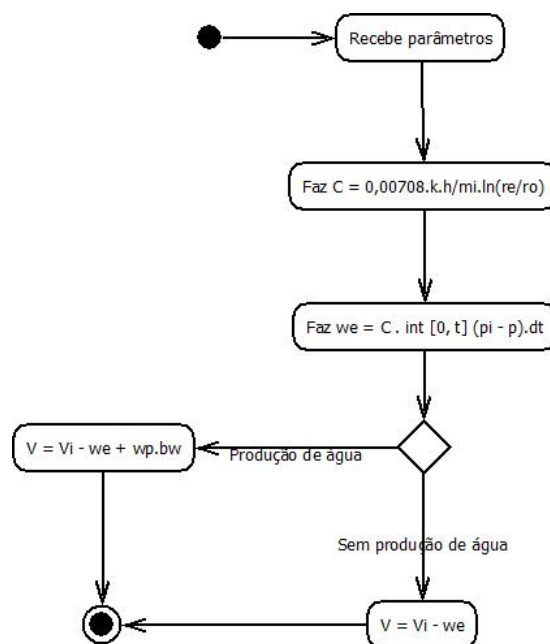 Recebe parâmetros
Faz C = 0,00708.k.h/mi.ln(re/ro)
Faz we = C . int [0, t] (pi - p).dt
V = Vi - we + wp.bw
Produção de água
Sem produção de água
V = Vi - we